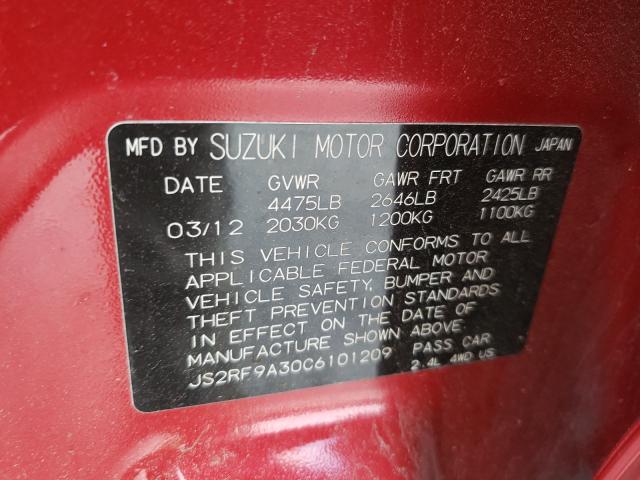 MFD BY SUZUKI MOTOR CORPORATION JAPAN
DATE GVWR GAWR FRT GAWR RR
4475LB 2646LB 2425LB
03/12 2030KG 1200KG 1100KG
THIS VEHICLE CONFORMS TO ALL
APPLICABLE FEDERAL MOTOR
VEHICLE SAFETY, BUMPER AND
THEFT PREVENTION STANDARDS
IN EFFECT ON THE DATE OF
MANUFACTURE SHOWN ABOVE.
JS2RF9A30C6101209 PASS CAR
2.4L 4WD US